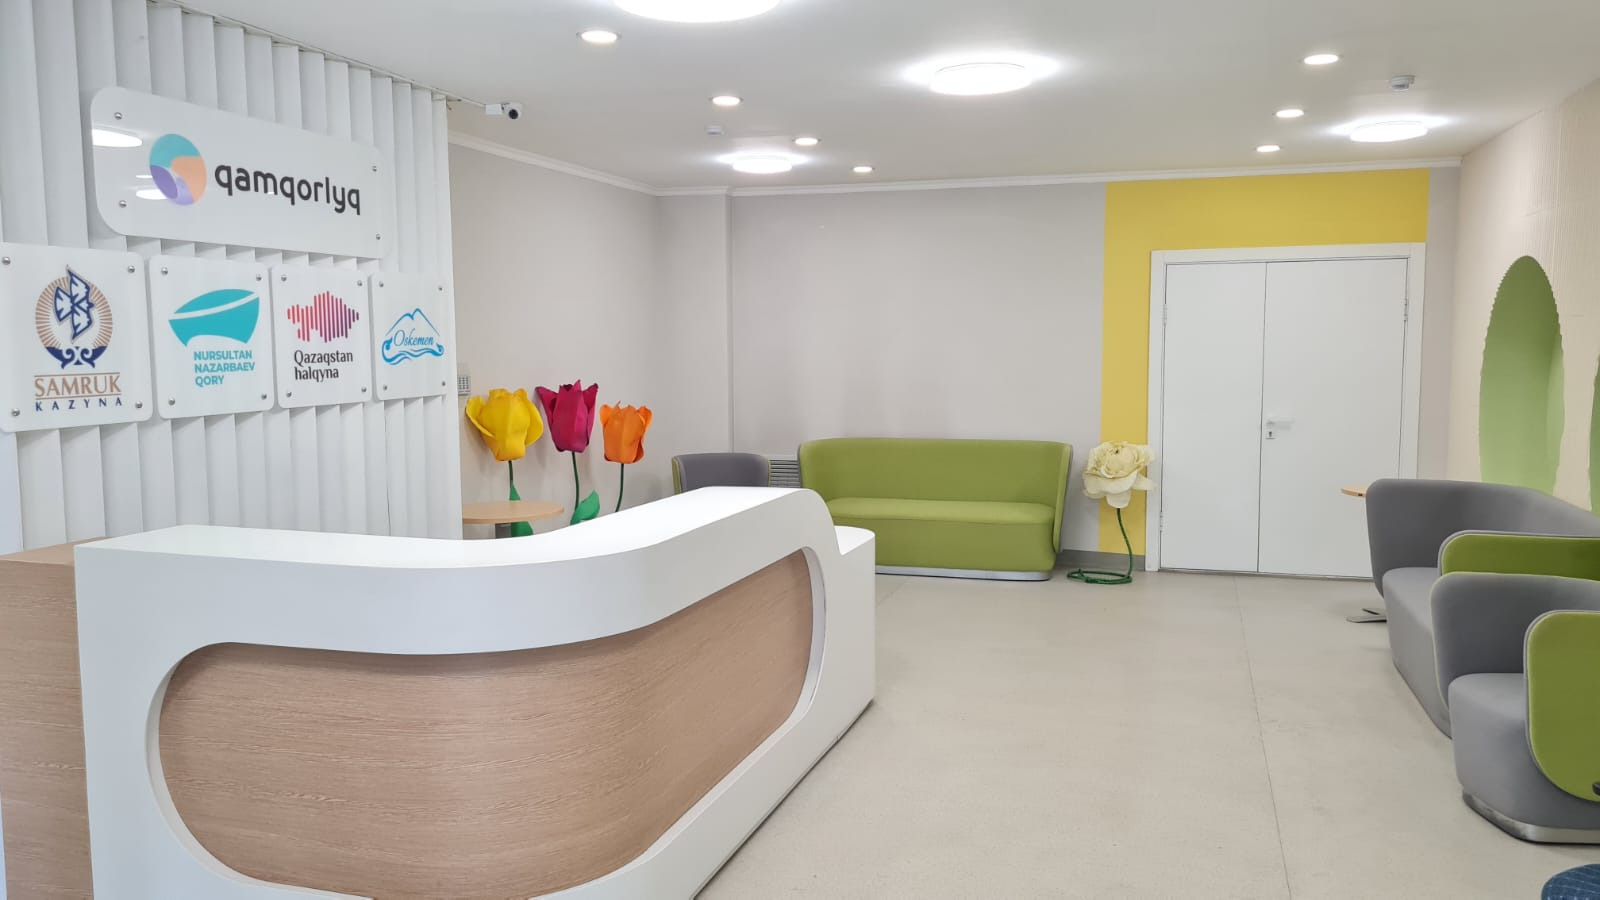 qamqorlyq
SAMRUK
KAZYNA
NURSULTAN
NAZARBAEV
QORY
Qazaqstan
halqyna
Oskemen